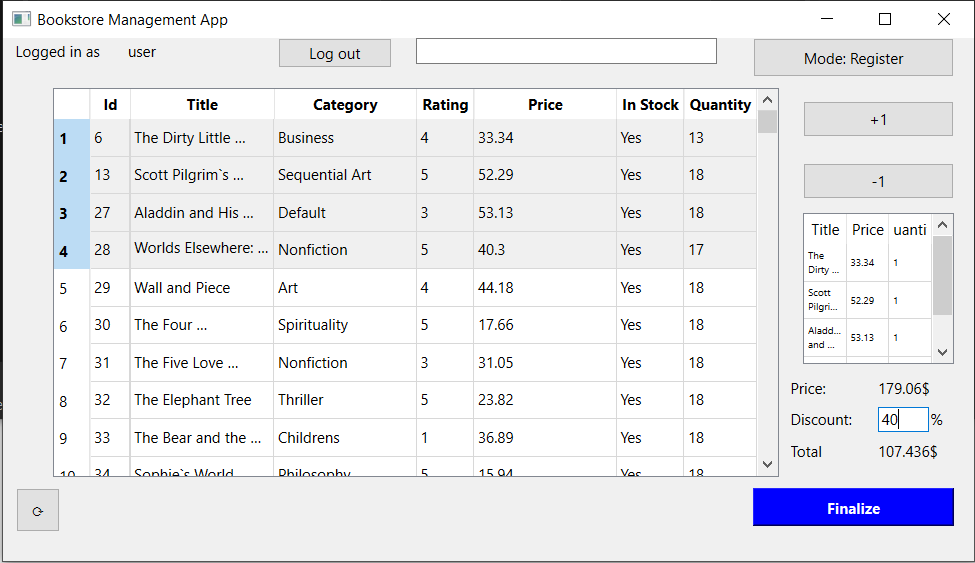 Bookstore Management App
Logged in as user Log out Mode: Register
Id Title Category Rating Price In Stock Quantity
1 6 The Dirty Little ... Business 4 33.34 Yes 13
2 13 Scott Pilgrim`s ... Sequential Art 5 52.29 Yes 18
3 27 Aladdin and His ... Default 3 53.13 Yes 18
4 28 Worlds Elsewhere: ... Nonfiction 5 40.3 Yes 17
5 29 Wall and Piece Art 4 44.18 Yes 18
6 30 The Four ... Spirituality 5 17.66 Yes 18
7 31 The Five Love ... Nonfiction 3 31.05 Yes 18
8 32 The Elephant Tree Thriller 5 23.82 Yes 18
9 33 The Bear and the ... Childrens 1 36.89 Yes 18
10 34 Sophie`s World Philosophy 5 15.94 Yes 18
+1
-1
Title Price uanti
The
Dirty ... 33.34 1
Scott
Pilgri... 52.29 1
Aladd...
and ... 53.13 1
Price: 179.06$
Discount: 40 %
Total 107.436$
Finalize